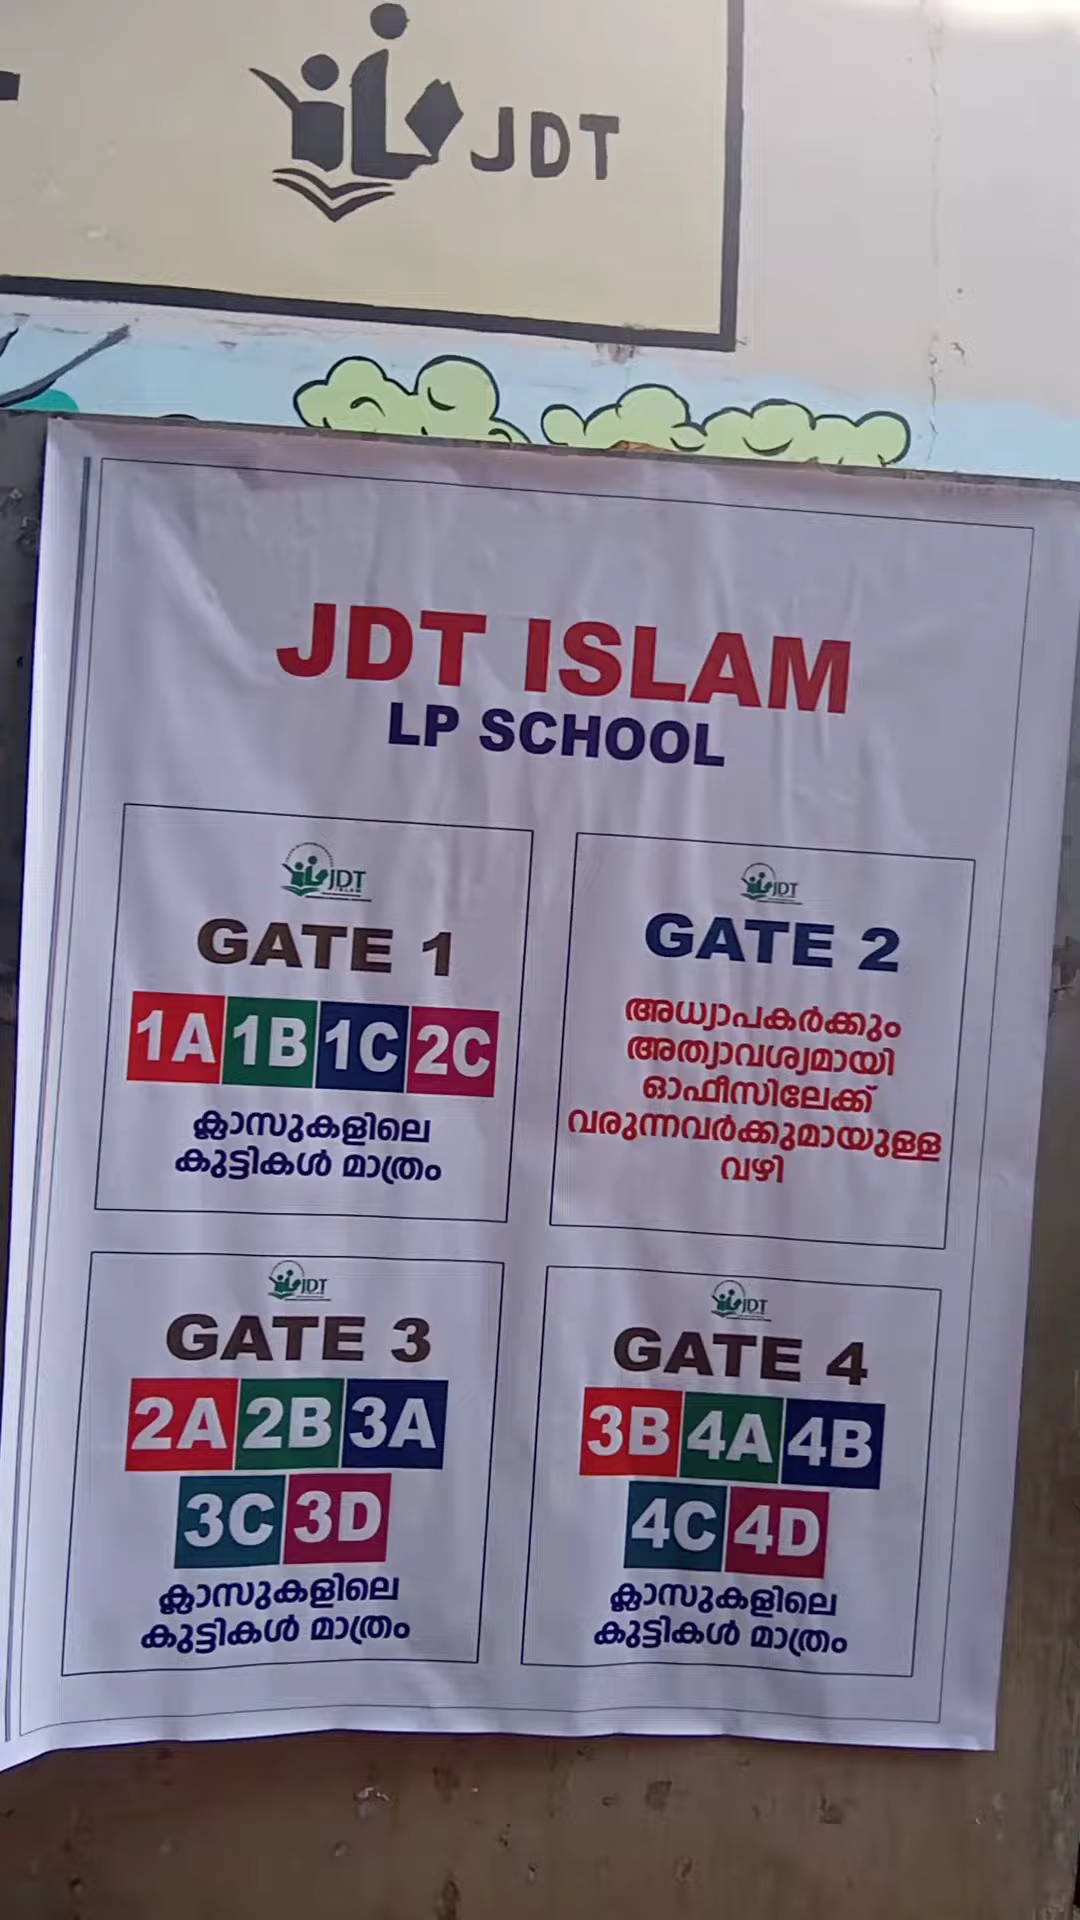 JDT
JDT ISLAM
LP SCHOOL
JDT
GATE 1
1A 1B 1C 2C
ക്ലാസുകളിലെ
കുട്ടികൾ മാത്രം
JDT
GATE 2
അധ്യാപകർക്കും
അത്യാവശ്യമായി
ഓഫീസിലേക്ക്
വരുന്നവർക്കുമായുള്ള
വഴി
JDT
GATE 3
2A 2B 3A
3C 3D
ക്ലാസുകളിലെ
കുട്ടികൾ മാത്രം
JDT
GATE 4
3B 4A 4B
4C 4D
ക്ലാസുകളിലെ
കുട്ടികൾ മാത്രം